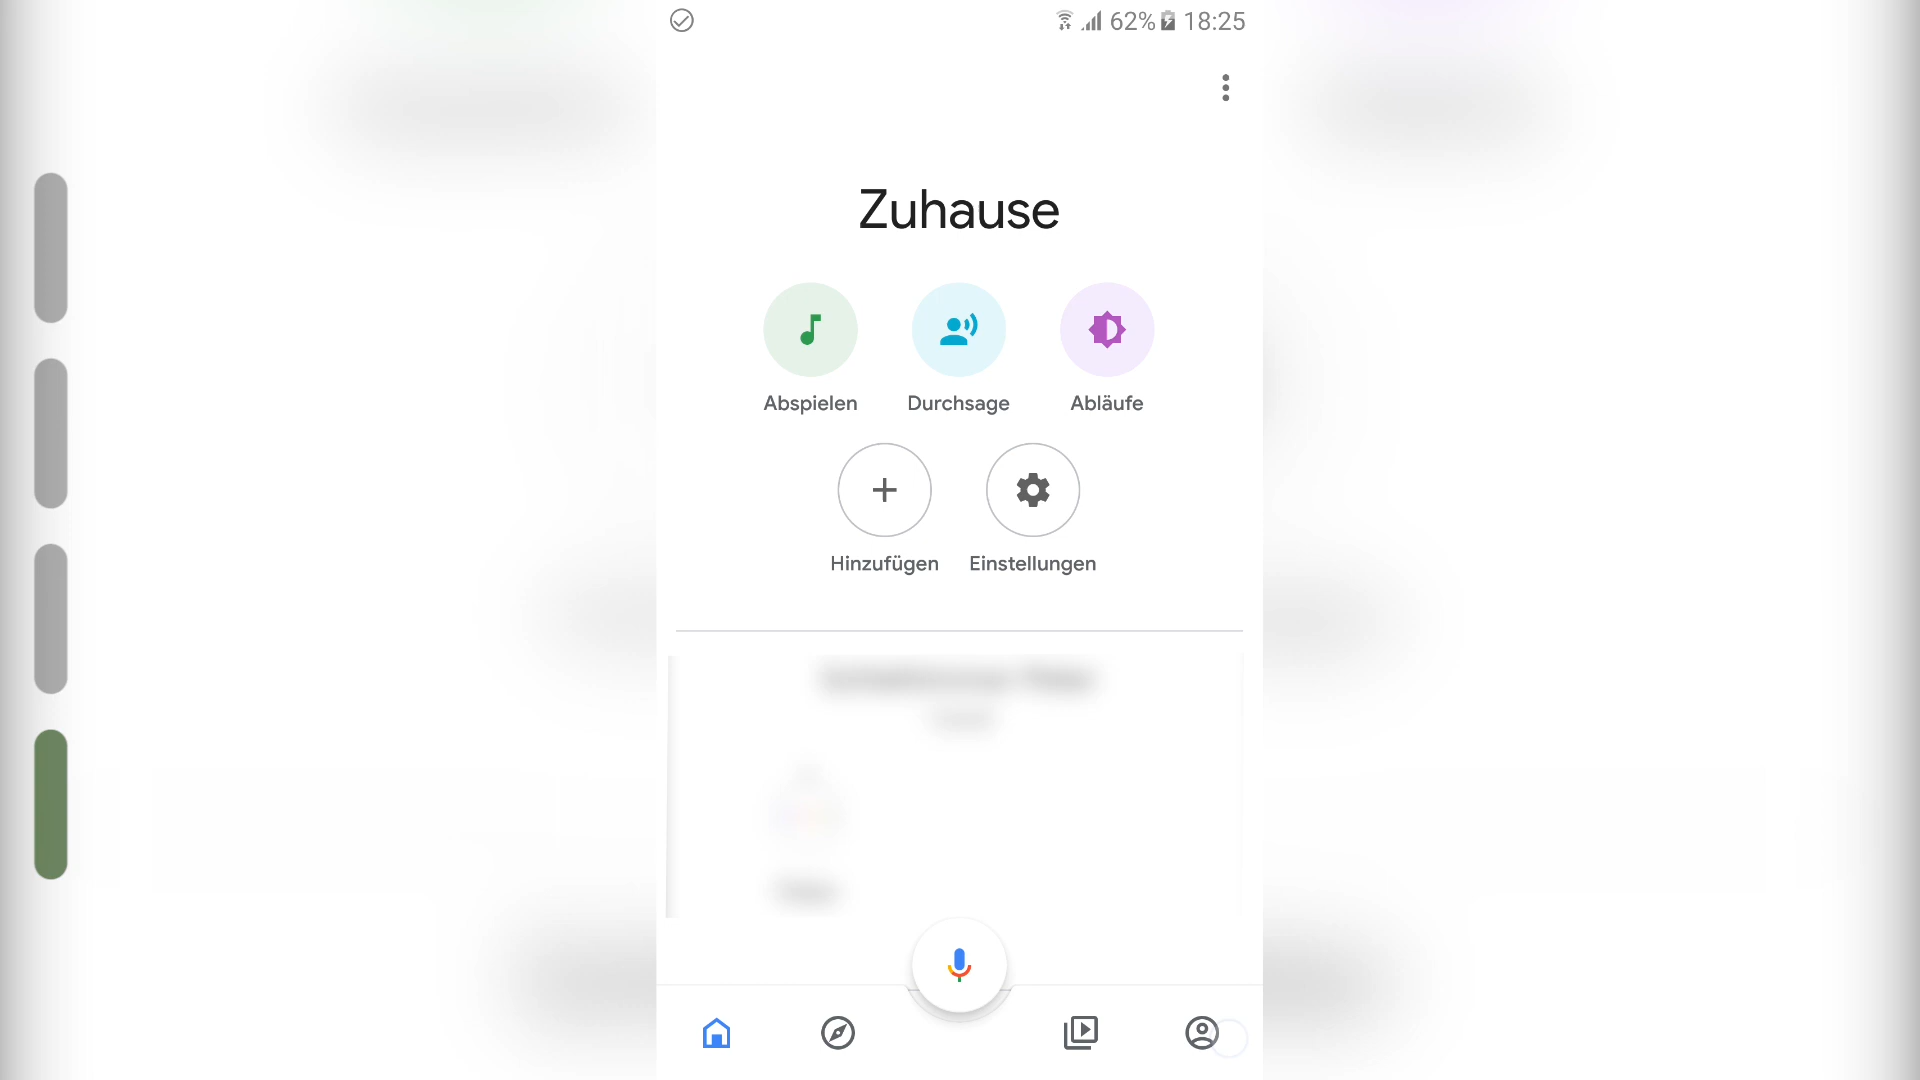 62% 18:25
Zuhause
Abspielen Durchsage Abläufe
Hinzufügen Einstellungen